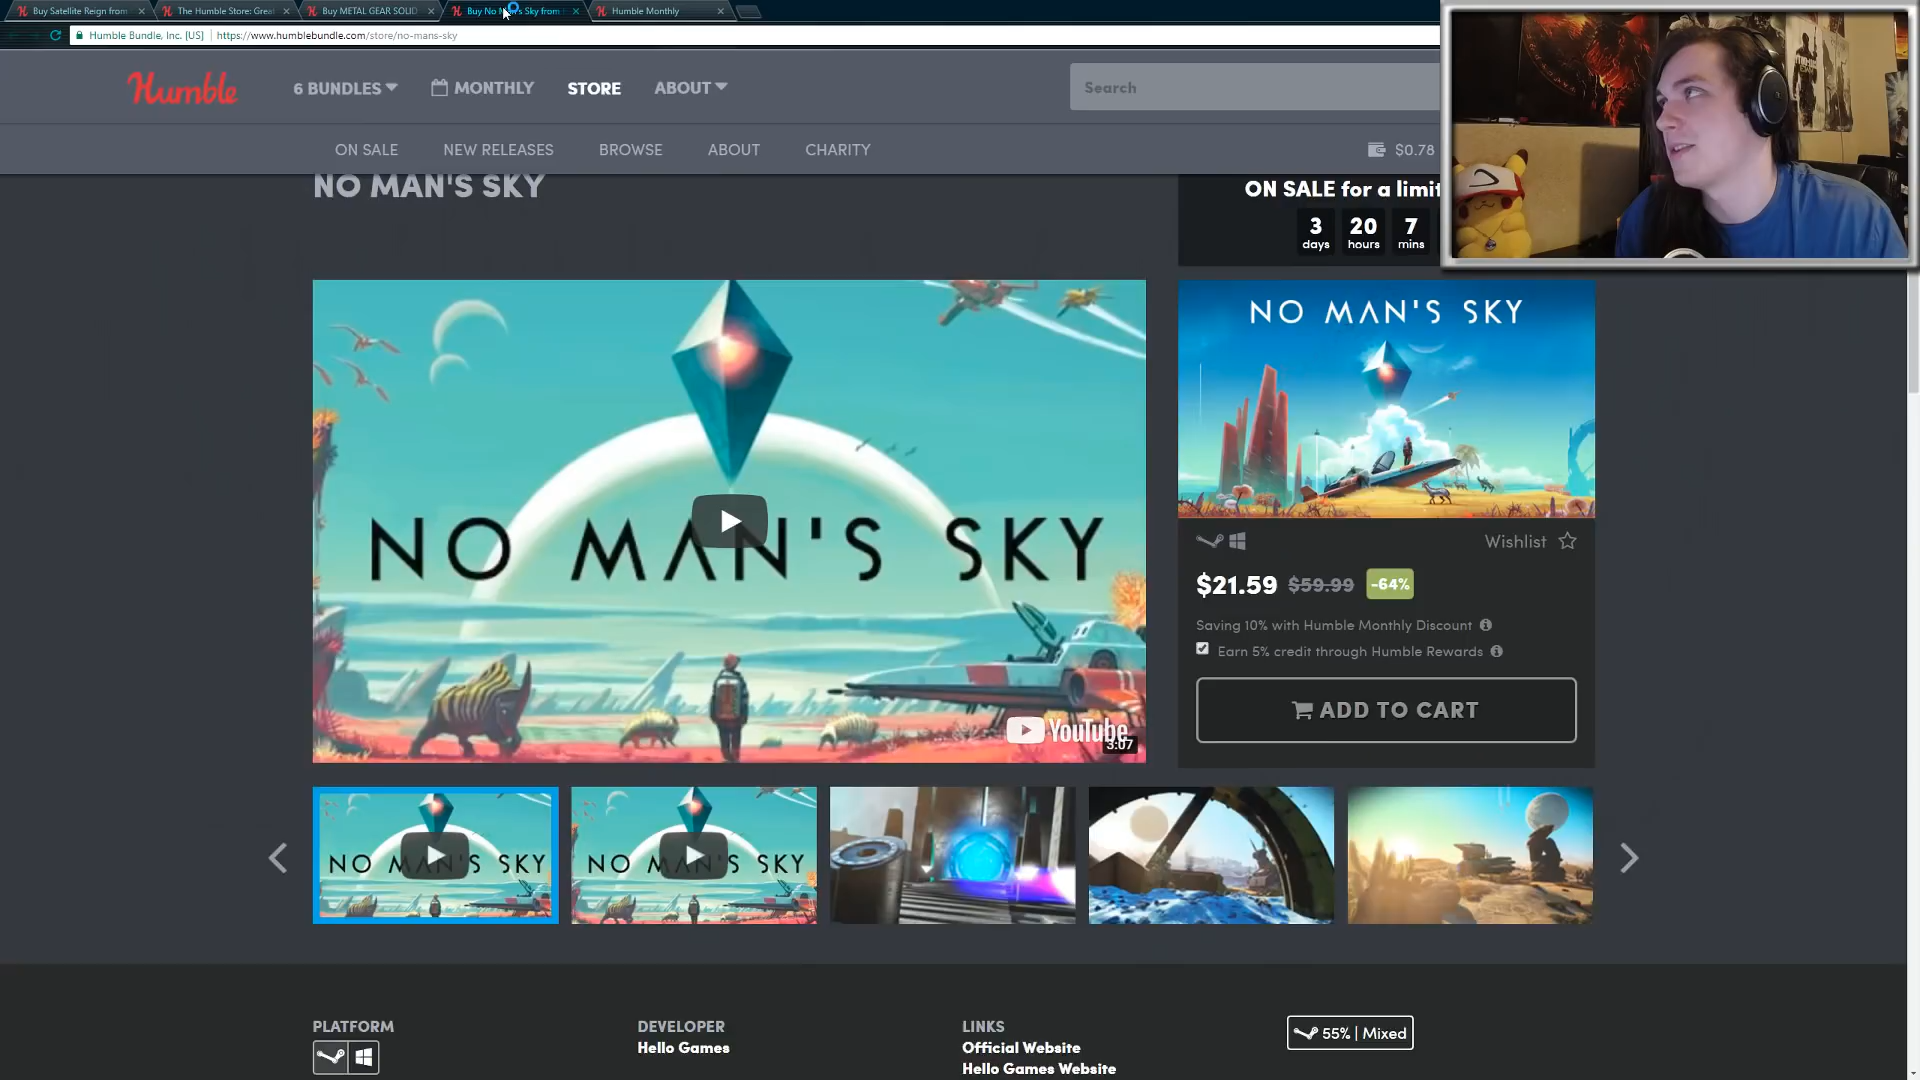 Buy Satellite Reign from
The Humble Store: Great
Buy METAL GEAR SOLID
Buy No Man's Sky from
Humble Monthly
Humble Bundle, Inc. [US]
https://www.humblebundle.com/store/no-mans-sky
Humble
6 BUNDLES
MONTHLY
STORE
ABOUT
Search
ON SALE
NEW RELEASES
BROWSE
ABOUT
CHARITY
$0.78
NO MAN'S SKY
ON SALE for a limit
3 20 7
days hours mins
NO MAN'S SKY
NO MAN'S SKY
YouTube
3:07
Wishlist
$21.59 $59.99 -64%
Saving 10% with Humble Monthly Discount
Earn 5% credit through Humble Rewards
ADD TO CART
NO MAN'S SKY
NO MAN'S SKY
PLATFORM
DEVELOPER
Hello Games
LINKS
Official Website
Hello Games Website
55% | Mixed